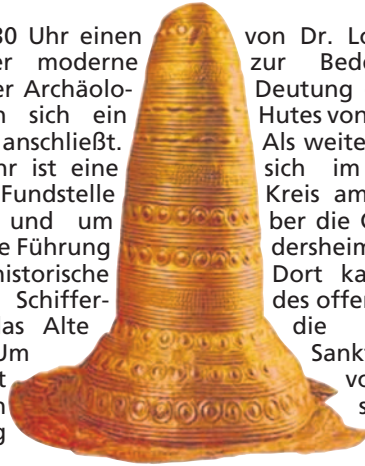 30 Uhr einen von Dr. Lo
er moderne zur Bede
er Archäolo- Deutung
n sich ein Hutes von
anschließt. Als weite
hr ist eine sich im
Fundstelle Kreis am
und um ber die G
e Führung dersheim
historische Dort ka
Schiffer- des offen
das Alte die
Um Sankt
t vo
n s
g